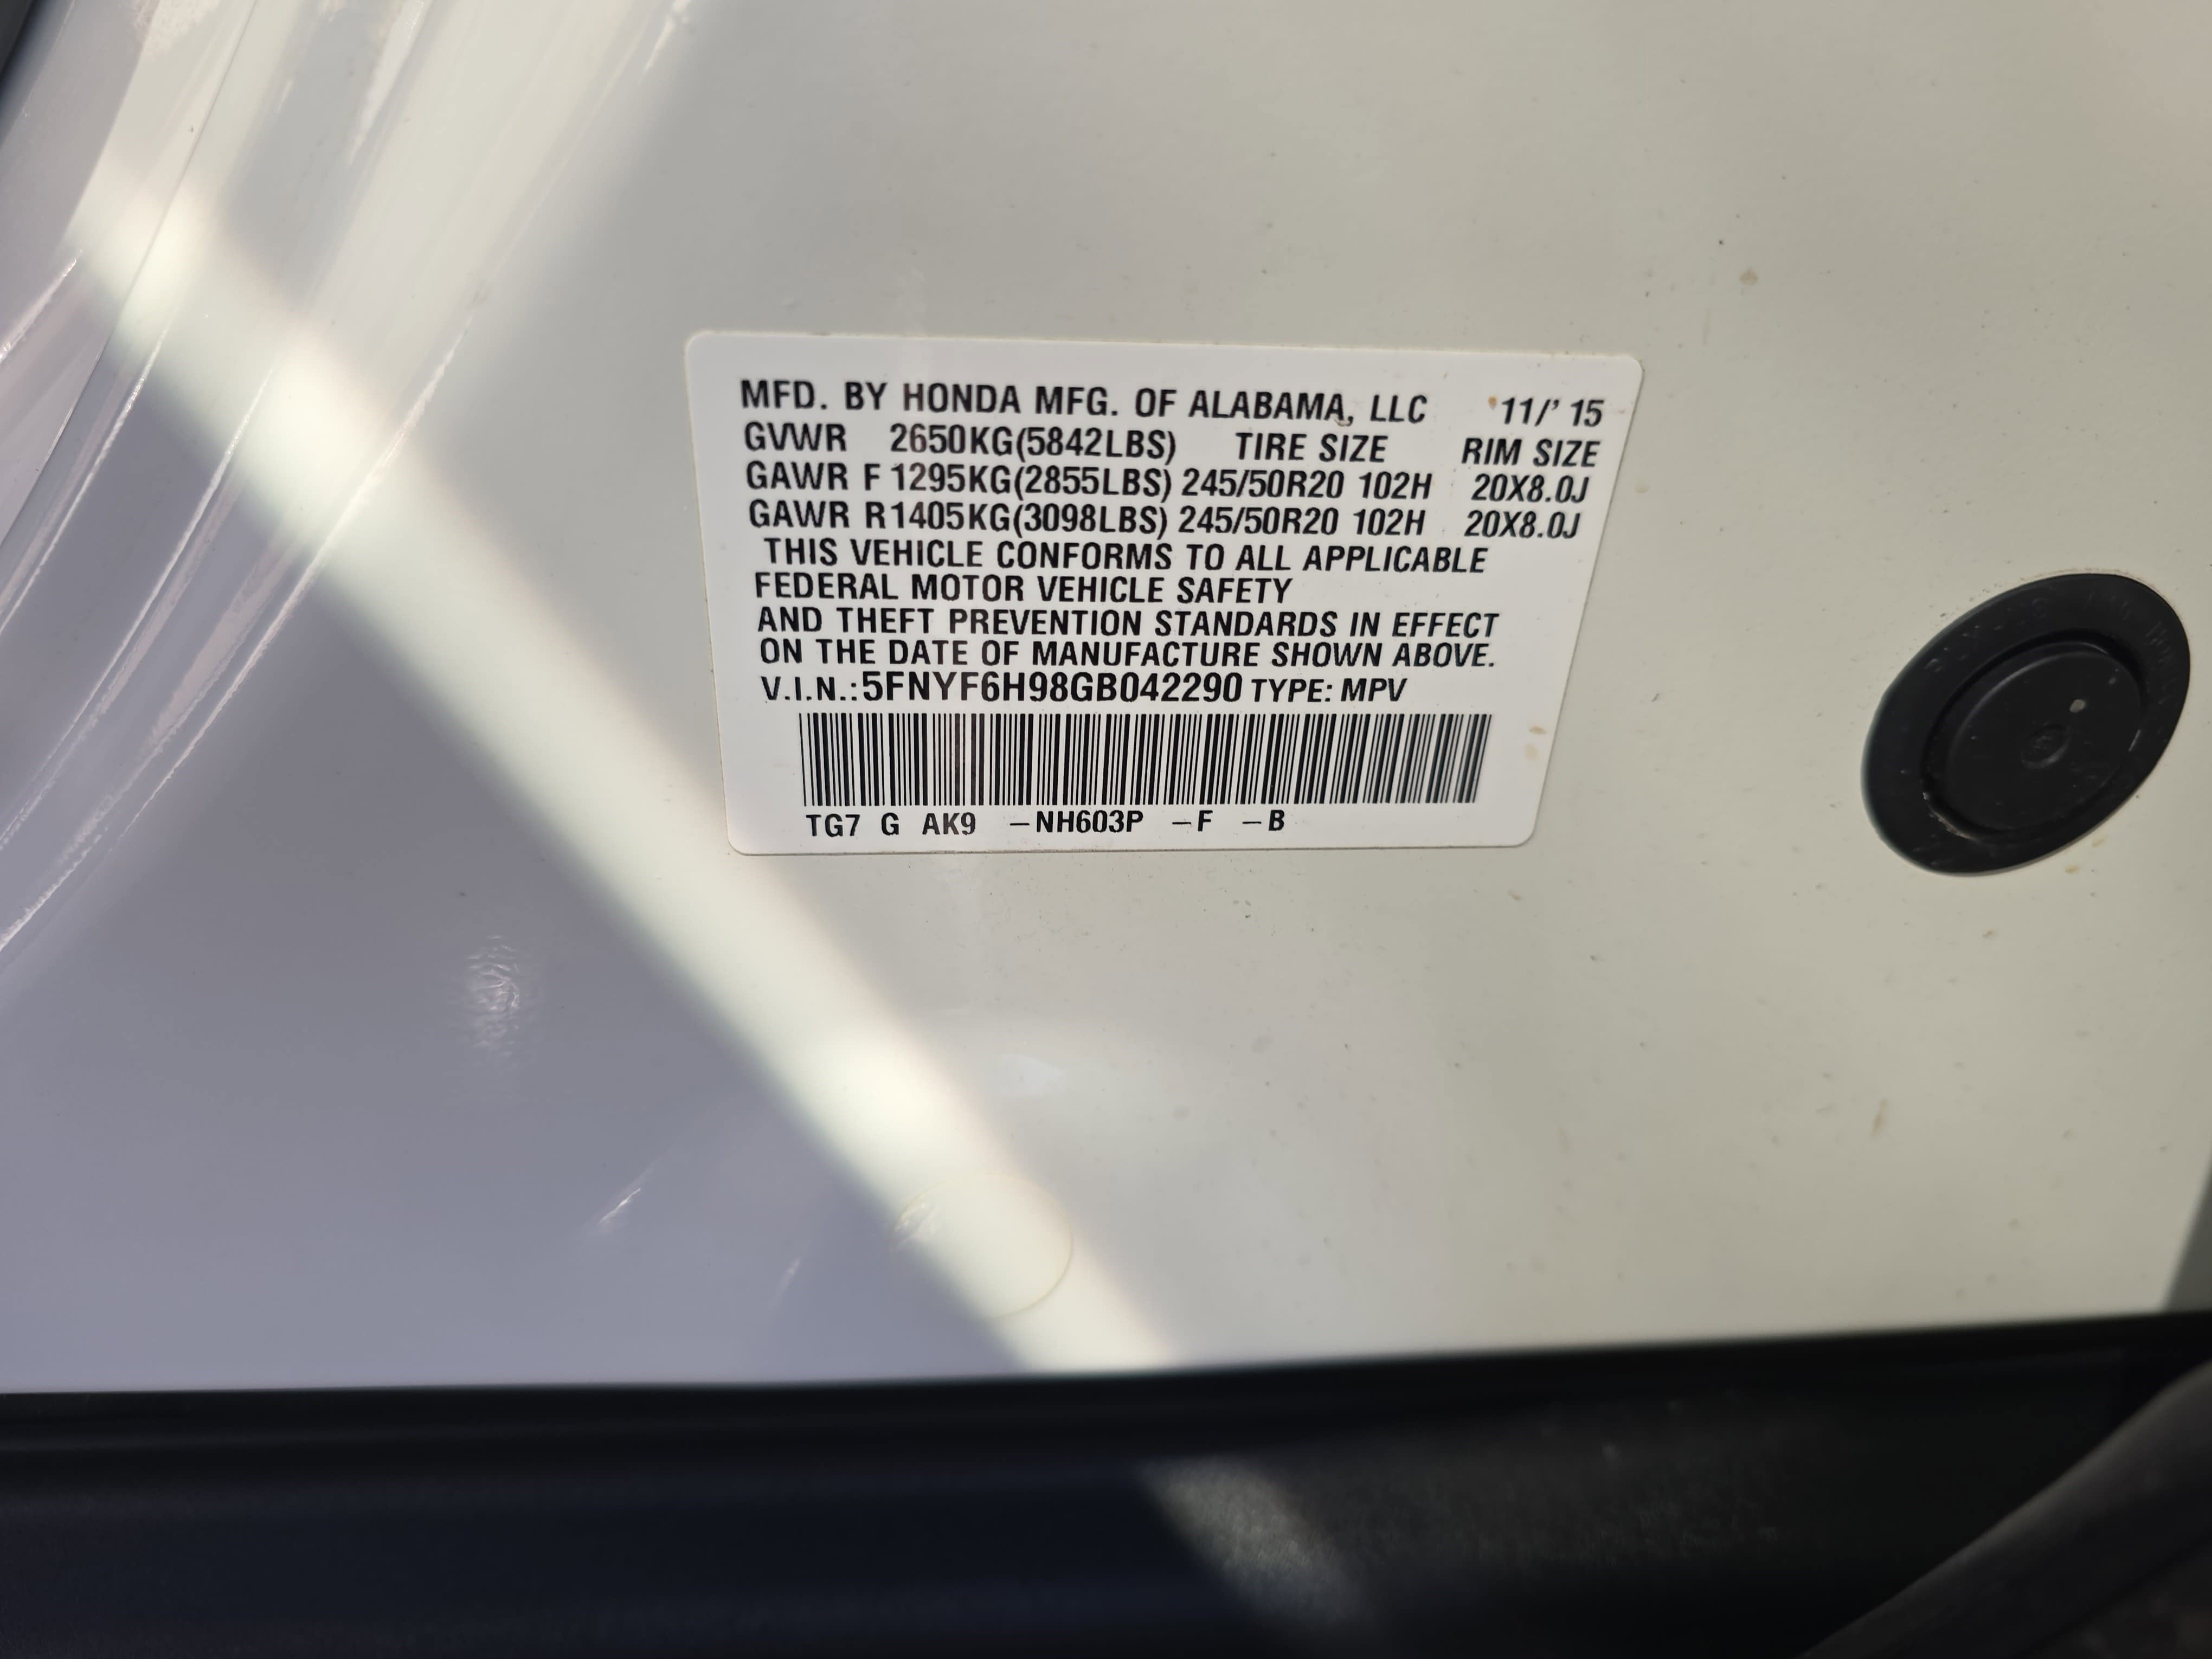 MFD. BY HONDA MFG. OF ALABAMA, LLC '11/' 15
GVWR 2650KG(5842LBS) TIRE SIZE RIM SIZE
GAWR F 1295KG(2855LBS) 245/50R20 102H 20X8.0J
GAWR R1405KG(3098LBS) 245/50R20 102H 20X8.0J
THIS VEHICLE CONFORMS TO ALL APPLICABLE
FEDERAL MOTOR VEHICLE SAFETY
AND THEFT PREVENTION STANDARDS IN EFFECT
ON THE DATE OF MANUFACTURE SHOWN ABOVE.
V.I.N.:5FNYF6H98GB042290 TYPE: MPV
TG7 G AK9 -NH603P -F -B